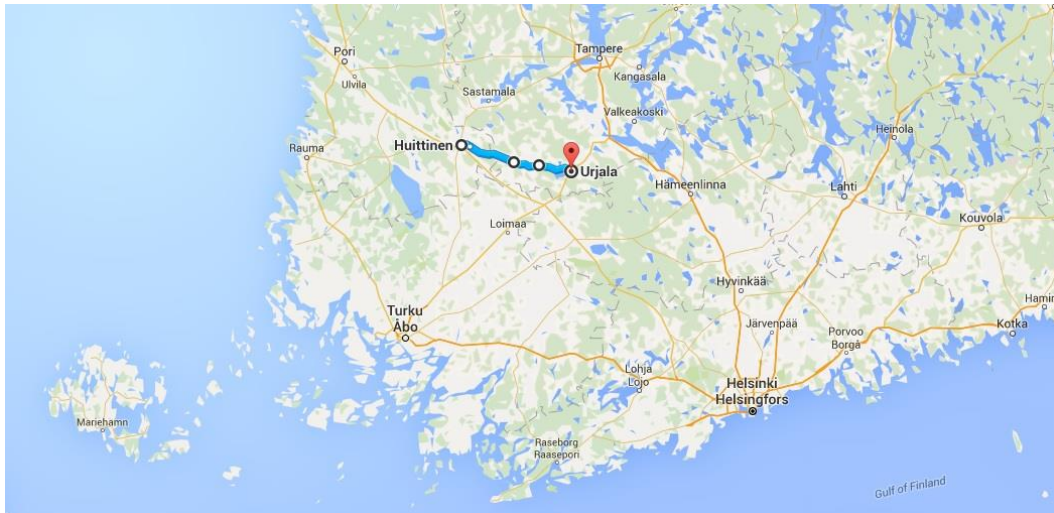 Tampere
Pori
Kangasala
Ulvila
Sastamala
Valkeakoski
Heinola
Huittinen
Rauma
Urjala
Hämeenlinna
Lahti
Kouvola
Loimaa
Hyvinkää
Hamin
Turku
Åbo
Järvenpää
Kotka
Porvoo
Borgå
Lohja
Lojo
Helsinki
Helsingfors
Mariehamn
Raseborg
Raasepori
Gulf of Finland